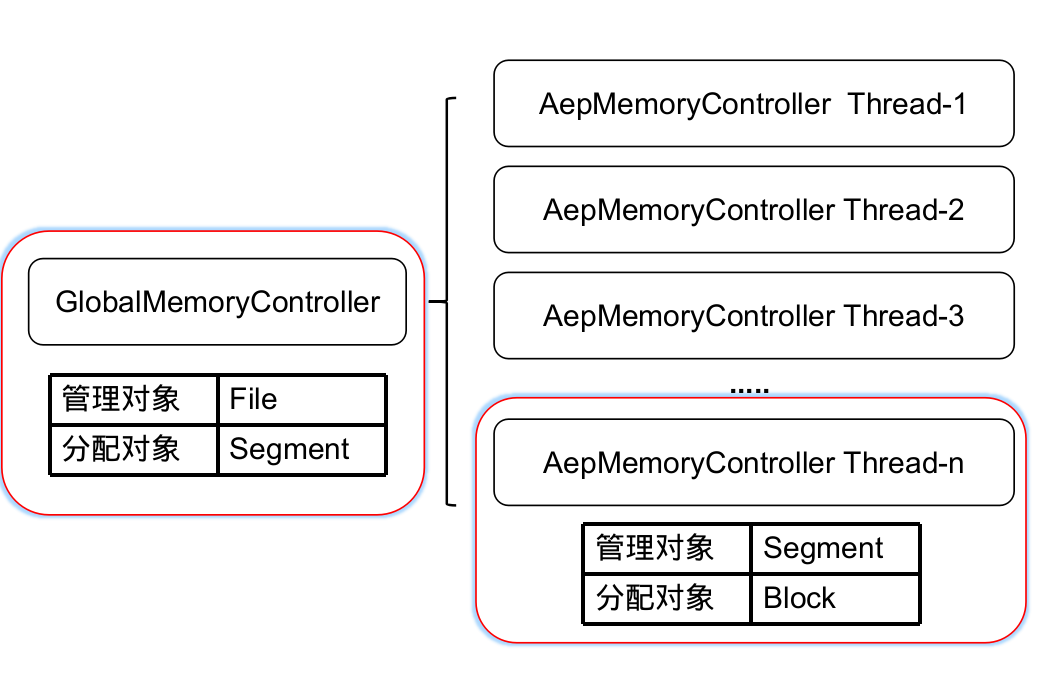 AepMemoryController  Thread-1
AepMemoryController Thread-2
GlobalMemoryController
AepMemoryController Thread-3
管理对象 File
分配对象 Segment
.....
AepMemoryController Thread-n
管理对象 Segment
分配对象 Block